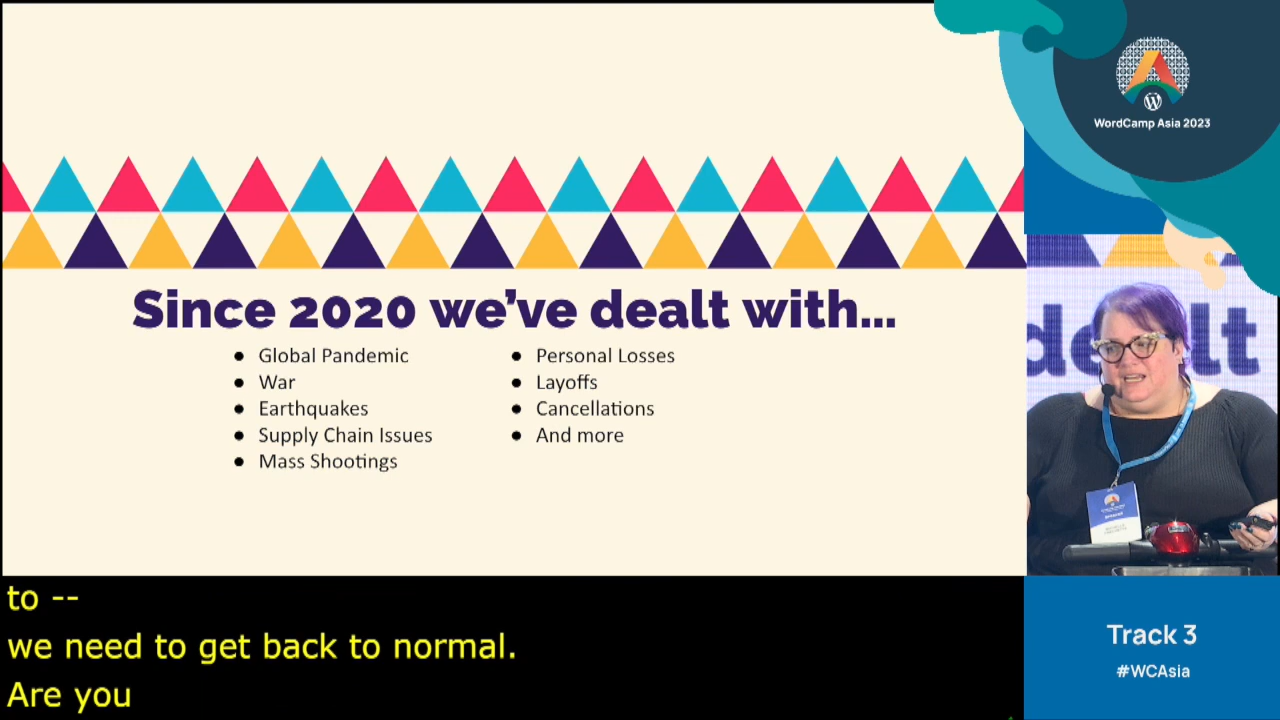 WordCamp Asia 2023
Since 2020 we’ve dealt with...
● Global Pandemic
● War
● Earthquakes
● Supply Chain Issues
● Mass Shootings
● Personal Losses
● Layoffs
● Cancellations
● And more
dealt
to --
we need to get back to normal.
Are you
Track 3
#WCAsia